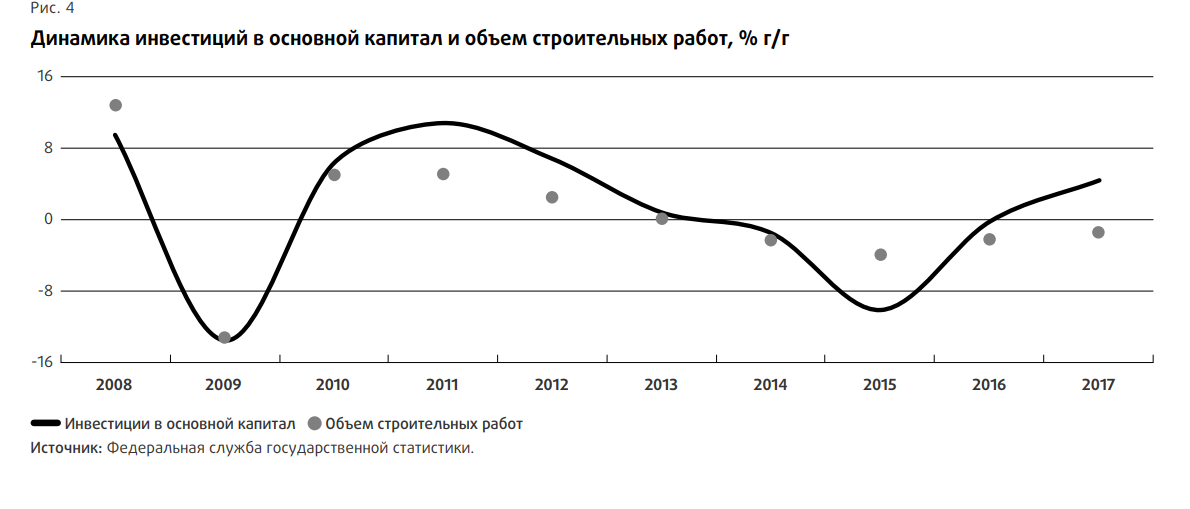 Рис. 4
Динамика инвестиций в основной капитал и объем строительных работ, % г/г
16
8
0
-8
-16
2008 2009 2010 2011 2012 2013 2014 2015 2016 2017
Инвестиции в основной капитал Объем строительных работ
Источник: Федеральная служба государственной статистики.